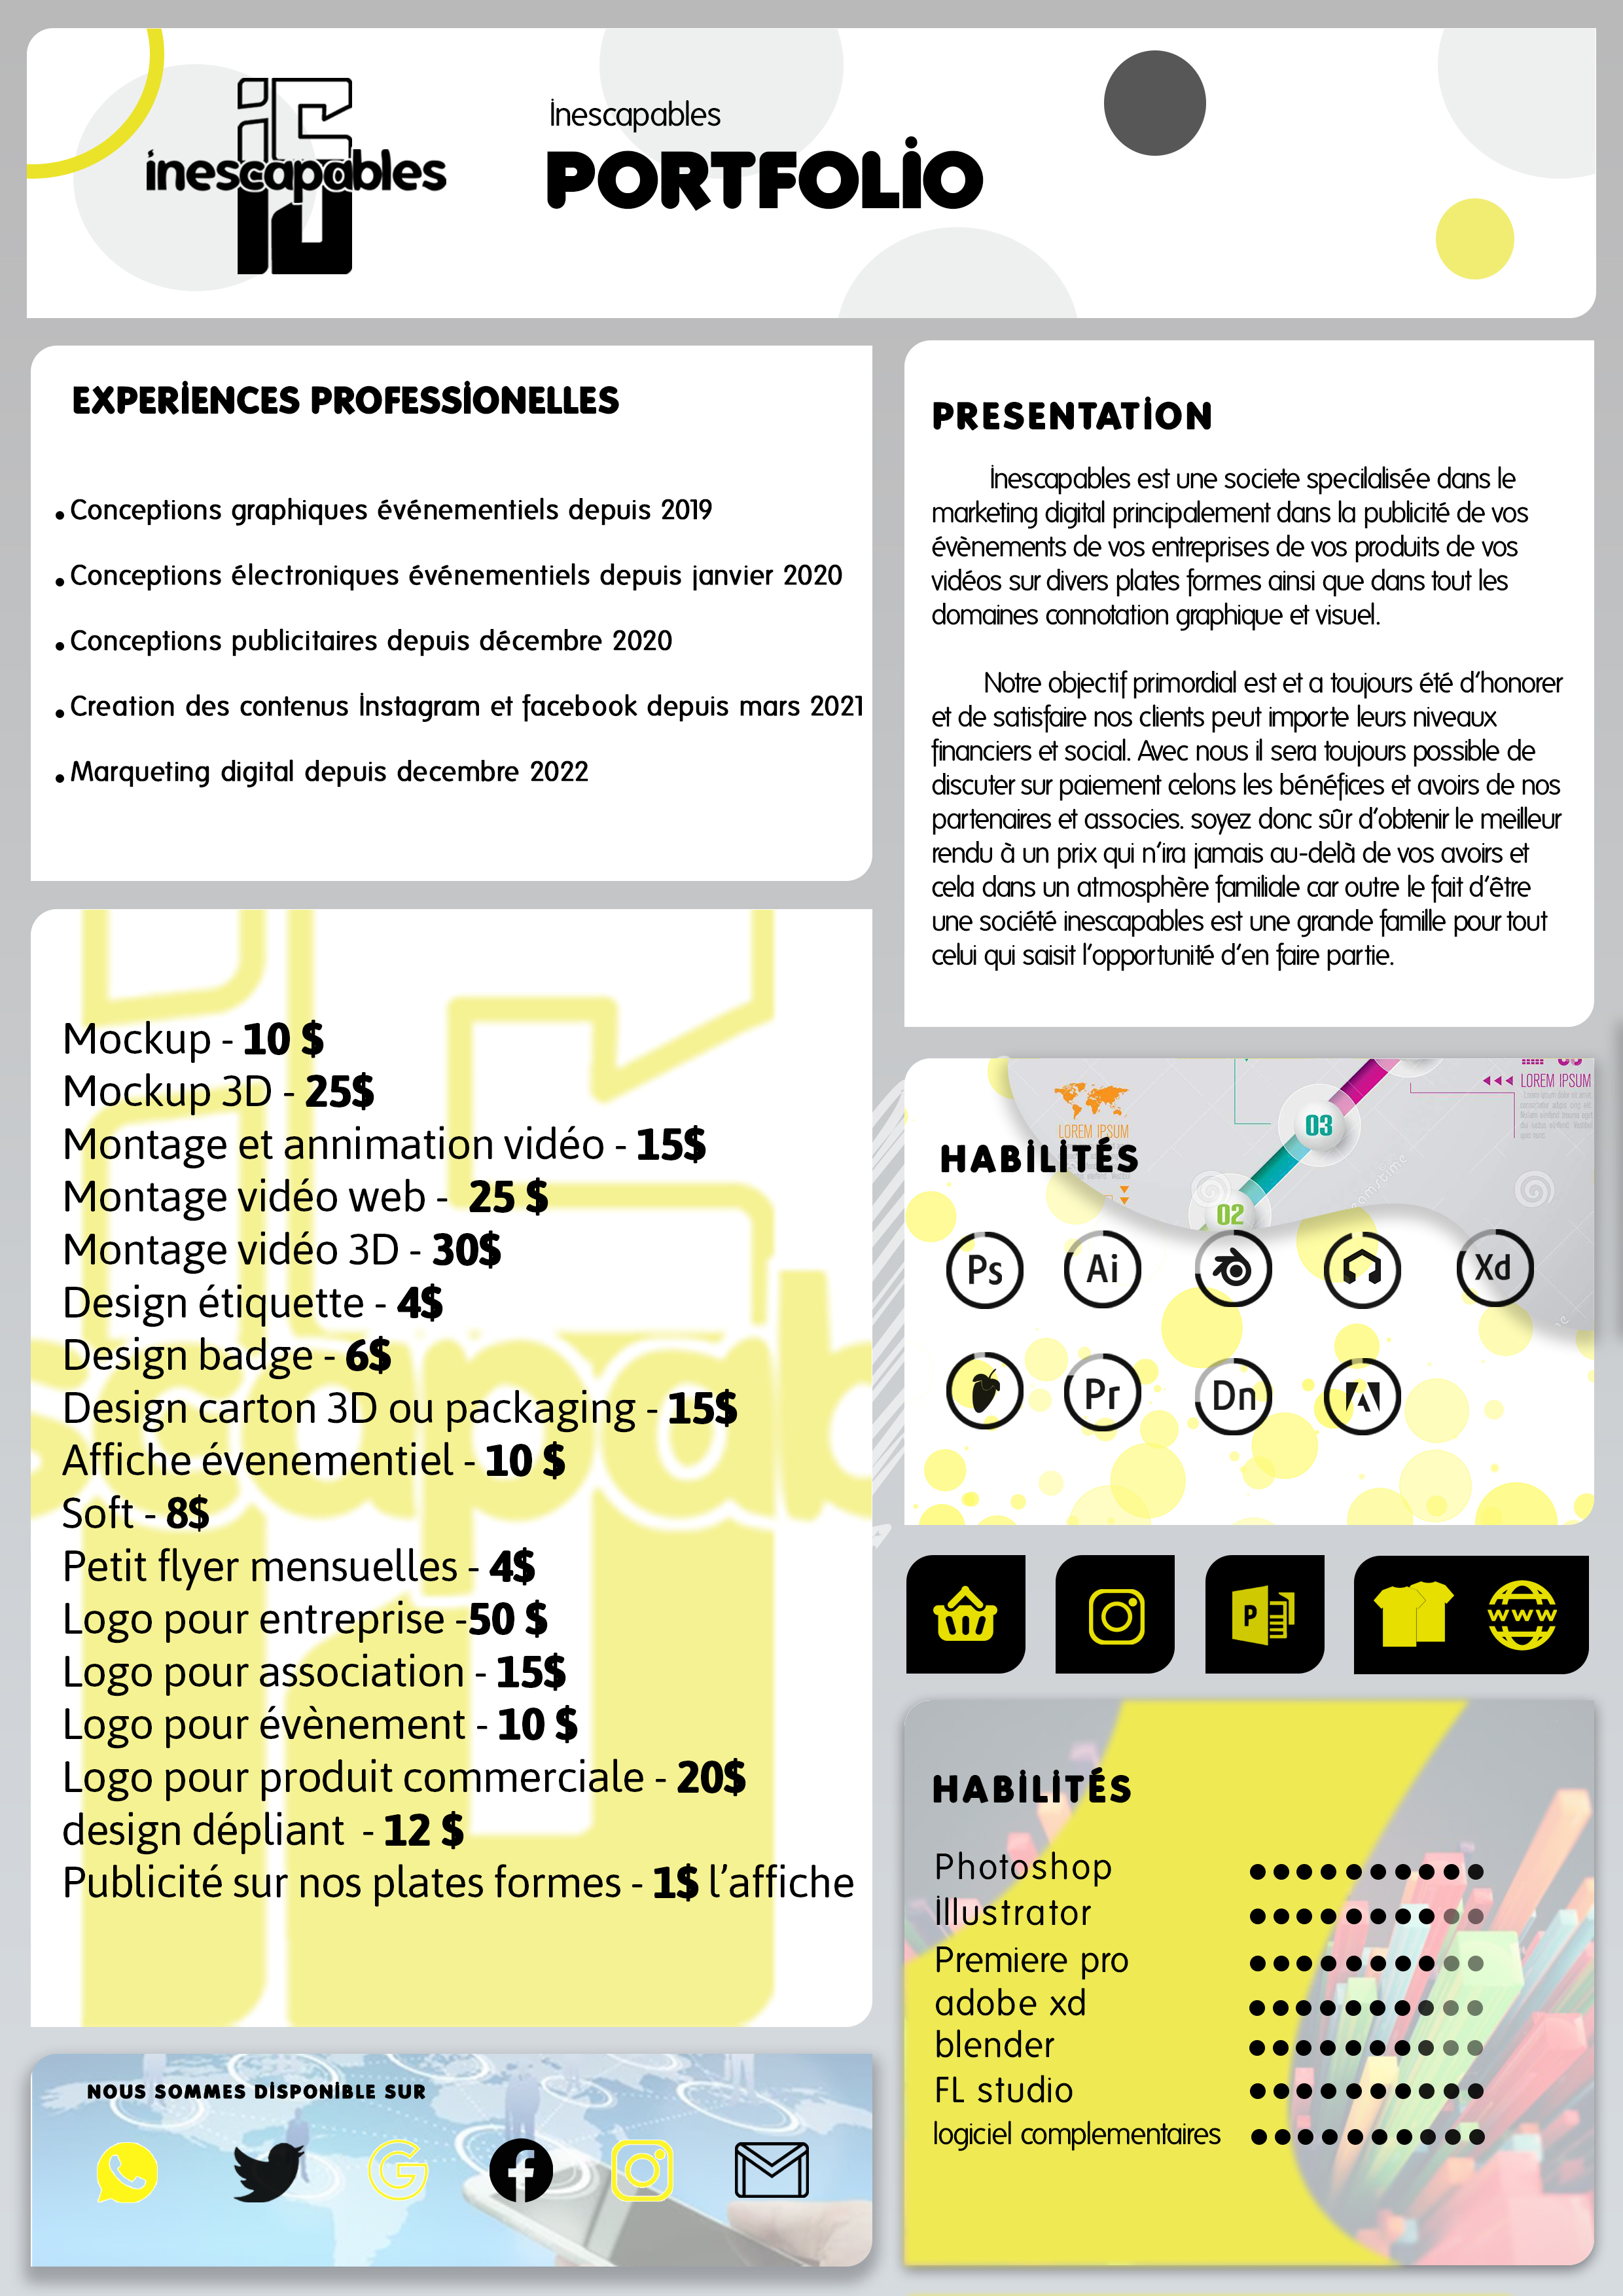 inescapables
Inescapables
PORTFOLIO
EXPERIENCES PROFESSIONELLES
Conceptions graphiques événementiels depuis 2019
Conceptions électroniques événementiels depuis janvier 2020
Conceptions publicitaires depuis décembre 2020
Creation des contenus Instagram et facebook depuis mars 2021
Marqueting digital depuis decembre 2022
PRESENTATION
Inescapables est une societe specilalisée dans le
marketing digital principalement dans la publicité de vos
évènements de vos entreprises de vos produits de vos
vidéos sur divers plates formes ainsi que dans tout les
domaines connotation graphique et visuel.
Notre objectif primordial est et a toujours été d'honorer
et de satisfaire nos clients peut importe leurs niveaux
financiers et social. Avec nous il sera toujours possible de
discuter sur paiement celons les bénéfices et avoirs de nos
partenaires et associes. soyez donc sûr d'obtenir le meilleur
rendu à un prix qui n'ira jamais au-delà de vos avoirs et
cela dans un atmosphère familiale car outre le fait d'être
une société inescapables est une grande famille pour tout
celui qui saisit l'opportunité d'en faire partie.
Mockup - 10 $
Mockup 3D - 25$
Montage et annimation vidéo - 15$
Montage vidéo web - 25 $
Montage vidéo 3D - 30$
Design étiquette - 4$
Design badge - 6$
Design carton 3D ou packaging - 15$
Affiche évenementiel - 10 $
Soft - 8$
Petit flyer mensuelles - 4$
Logo pour entreprise -50 $
Logo pour association - 15$
Logo pour évènement - 10 $
Logo pour produit commerciale - 20$
design dépliant - 12 $
Publicité sur nos plates formes - 1$ l'affiche
LOREM IPSUM
03
LOREM IPSUM
HABILITÉS
02
Ps Ai Xd
Pr Dn
P
WWW
HABILITÉS
Photoshop
Illustrator
Premiere pro
adobe xd
blender
FL studio
logiciel complementaires
NOUS SOMMES DISPONIBLE SUR